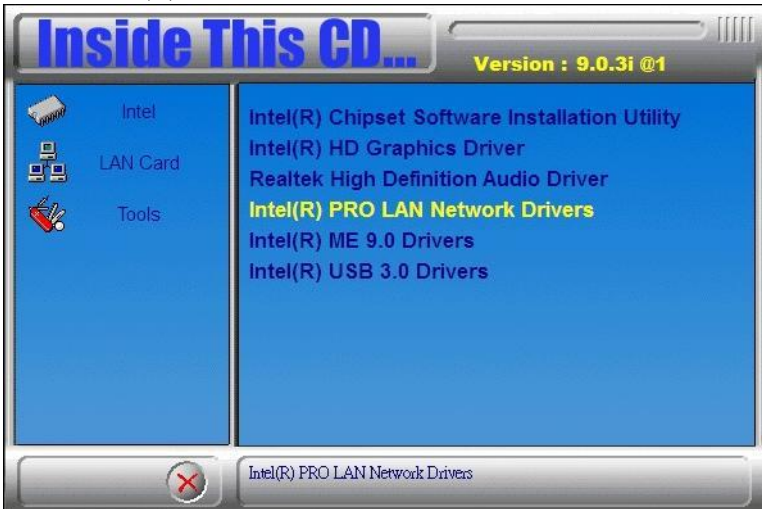 Inside This CD...
Version : 9.0.3i @1
Intel
LAN Card
Tools
Intel(R) Chipset Software Installation Utility
Intel(R) HD Graphics Driver
Realtek High Definition Audio Driver
Intel(R) PRO LAN Network Drivers
Intel(R) ME 9.0 Drivers
Intel(R) USB 3.0 Drivers
Intel(R) PRO LAN Network Drivers